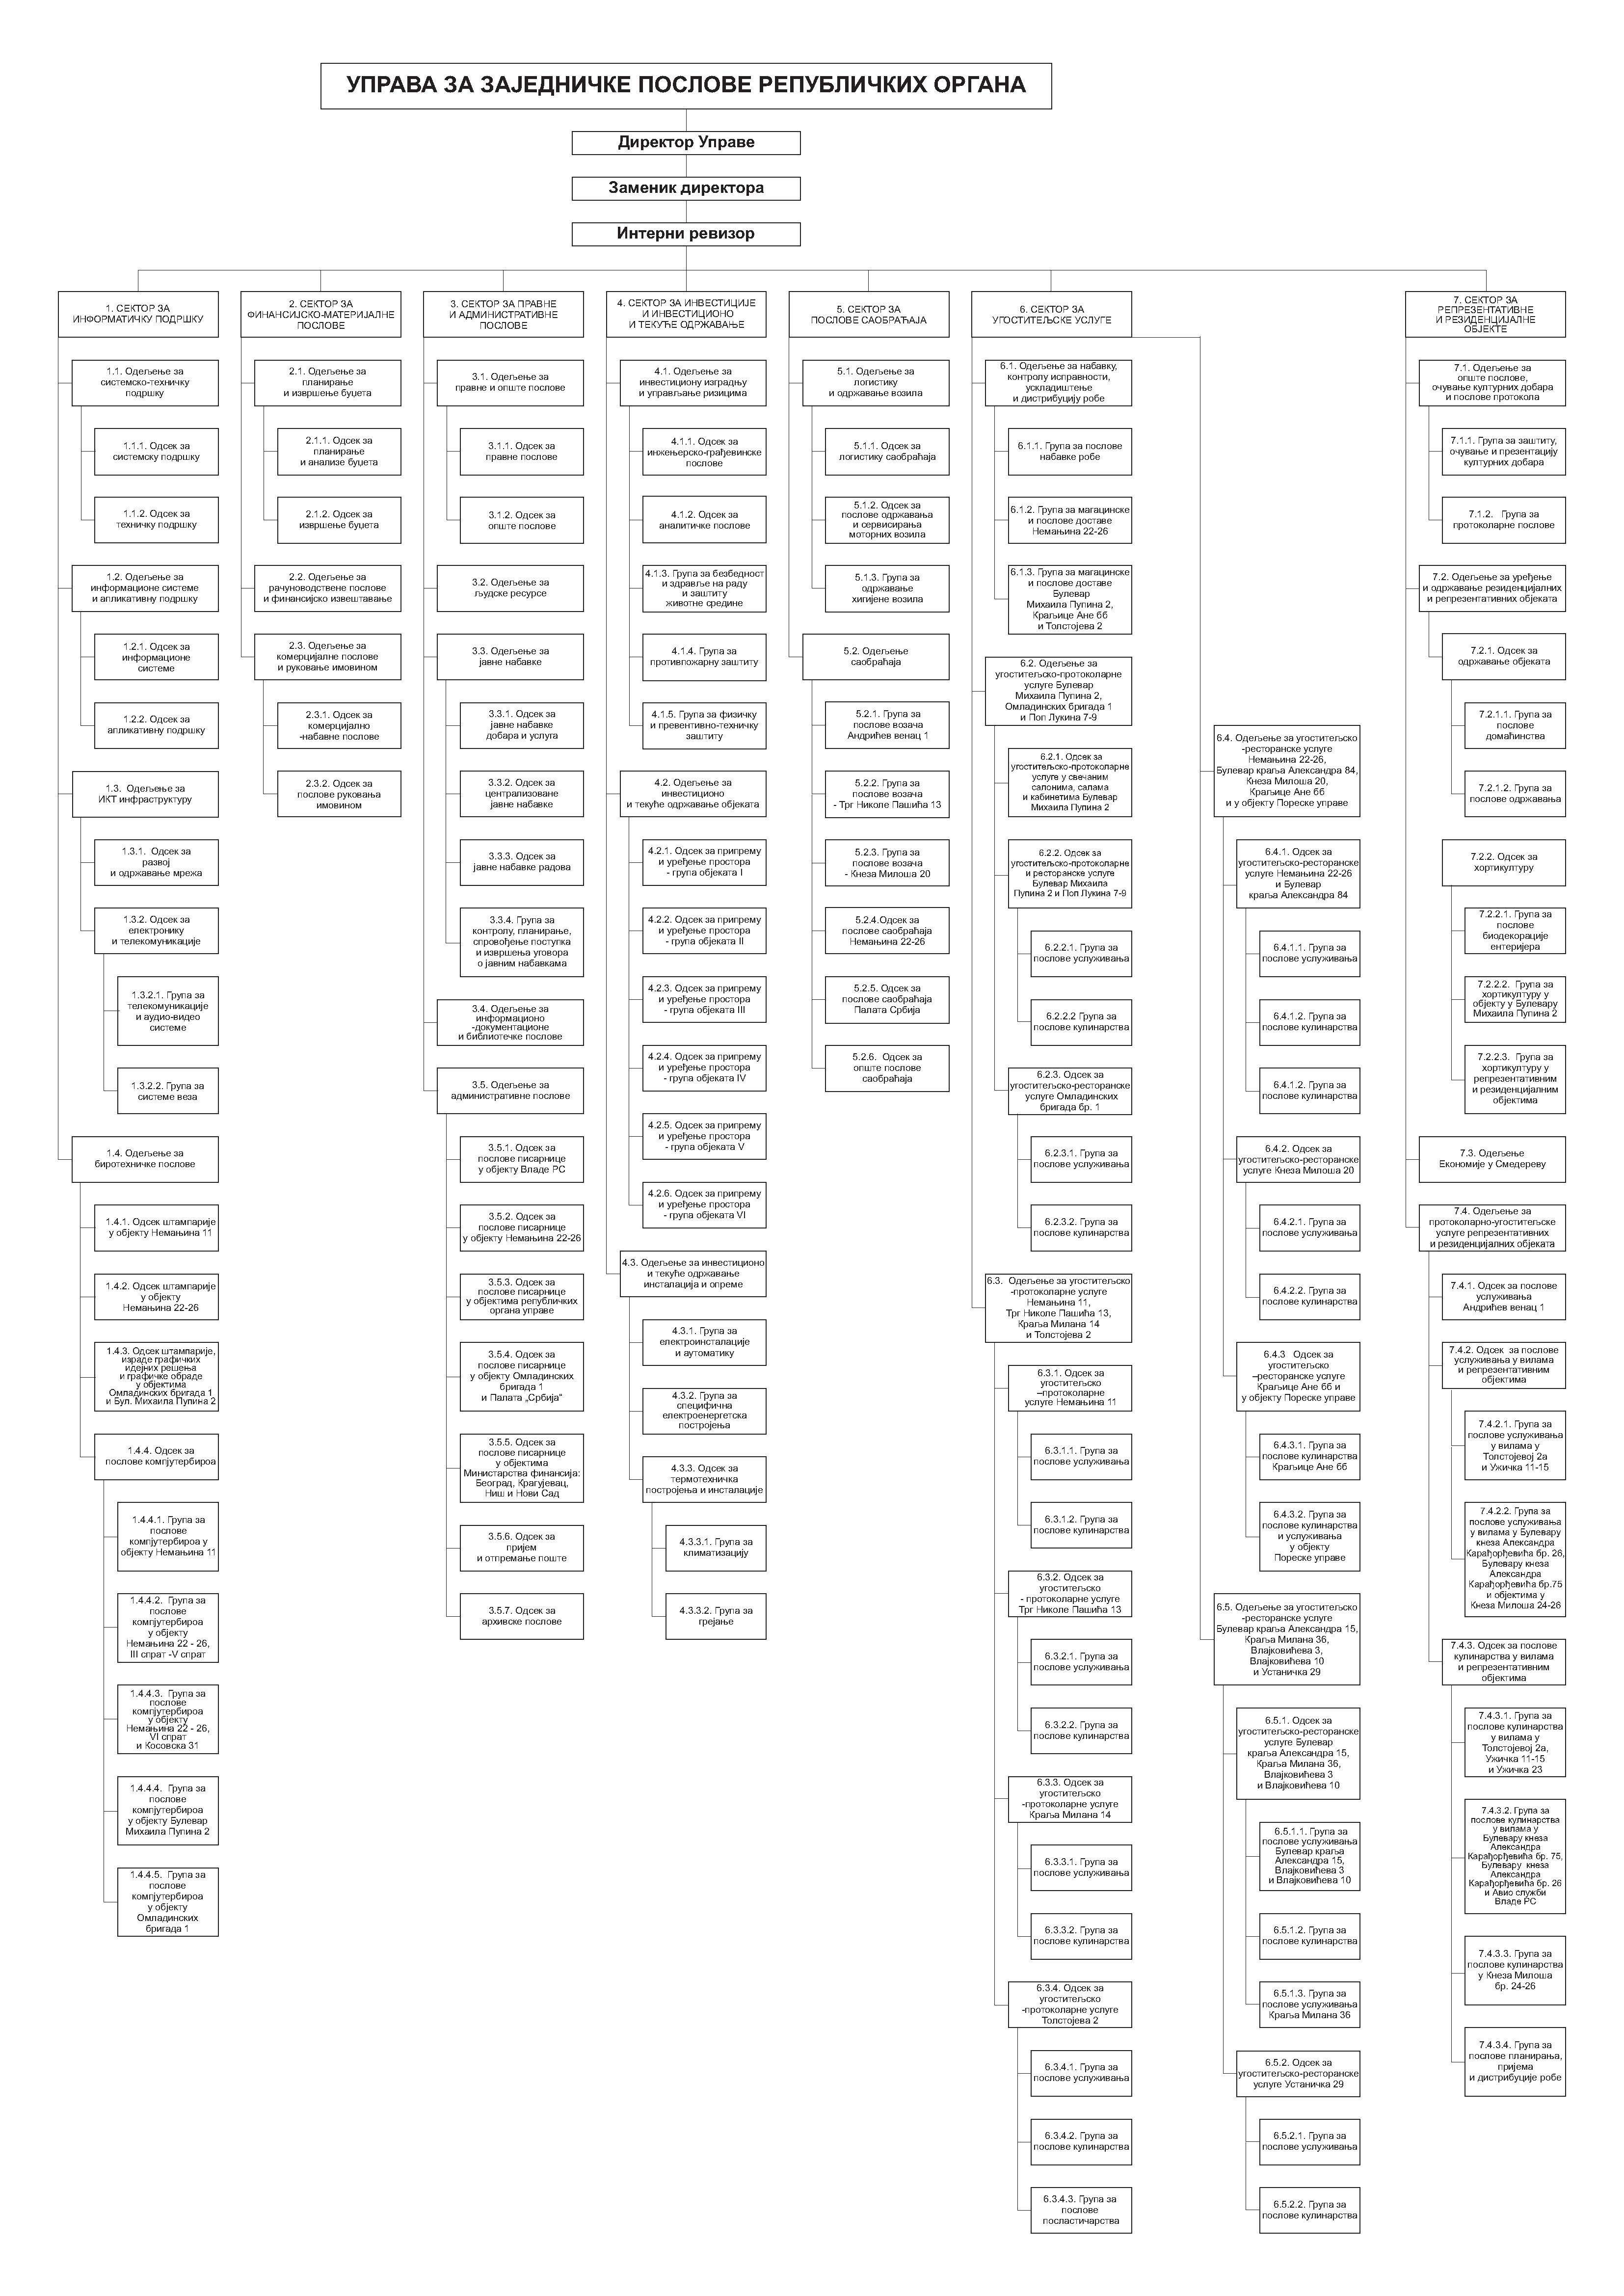 УПРАВА ЗА ЗАЈЕДНИЧКЕ ПОСЛОВЕ РЕПУБЛИЧКИХ ОРГАНА
Директор Управе
Заменик директора
Интерни ревизор
1. СЕКТОР ЗА
ИНФОРМАТИЧКУ ПОДРШКУ
1.1. Одељење за
системско-техничку
подршку
1.1.1. Одсек за
системску подршку
1.1.2. Одсек за
техничку подршку
1.2. Одељење за
информационе системе
и апликативну подршку
1.2.1. Одсек за
информационе
системе
1.2.2. Одсек за
апликативну подршку
1.3. Одељење за
ИКТ инфраструктуру
1.3.1. Одсек за
развој
и одржавање мрежа
1.3.2. Одсек за
електронику
и телекомуникације
1.3.2.1. Група за
телекомуникације
и аудио-видео
системе
1.3.2.2. Група за
системе веза
1.4. Одељење за
биротехничке послове
1.4.1. Одсек штампарије
у објекту Немањина 11
1.4.2. Одсек штампарије
у објекту
Немањина 22-26
1.4.3. Одсек штампарије,
израде графичких
идејних решења
и графичке обраде
у објектима
Омладинских бригада 1
и Бул. Михаила Пупина 2
1.4.4. Одсек за
послове компјутербироа
1.4.4.1. Група за
послове
компјутербироа у
објекту Немањина 11
1.4.4.2. Група за
послове
компјутербироа
у објекту
Немањина 22 - 26,
III спрат -V спрат
1.4.4.3. Група за
послове
компјутербироа
у објекту
Немањина 22 - 26,
VI спрат
и Косовска 31
1.4.4.4. Група за
послове
компјутербироа
у објекту Булевар
Михаила Пупина 2
1.4.4.5. Група за
послове
компјутербироа
у објекту
Омладинских
бригада 1
2. СЕКТОР ЗА
ФИНАНСИЈСКО-МАТЕРИЈАЛНЕ
ПОСЛОВЕ
2.1. Одељење за
планирање
и извршење буџета
2.1.1. Одсек за
планирање
и анализе буџета
2.1.2. Одсек за
извршење буџета
2.2. Одељење за
рачуноводствене послове
и финансијско извештавање
2.3. Одељење за
комерцијалне послове
и руковање имовином
2.3.1. Одсек за
комерцијално
-набавне послове
2.3.2. Одсек за
послове руковања
имовином
3. СЕКТОР ЗА ПРАВНЕ
И АДМИНИСТРАТИВНЕ
ПОСЛОВЕ
3.1. Одељење за
правне и опште послове
3.1.1. Одсек за
правне послове
3.1.2. Одсек за
опште послове
3.2. Одељење за
људске ресурсе
3.3. Одељење за
јавне набавке
3.3.1. Одсек за
јавне набавке
добара и услуга
3.3.2. Одсек за
централизоване
јавне набавке
3.3.3. Одсек за
јавне набавке радова
3.3.4. Група за
контролу, планирање,
спровођење поступка
и извршења уговора
о јавним набавкама
3.4. Одељење за
информационо
-документационе
и библиотечке послове
3.5. Одељење за
административне послове
3.5.1. Одсек за
послове писарнице
у објекту Владе РС
3.5.2. Одсек за
послове писарнице
у објекту Немањина 22-26
3.5.3. Одсек за
послове писарнице
у објектима републичких
органа управе
3.5.4. Одсек за
послове писарнице
у објекту Омладинских
бригада 1
и Палата „Србија"
3.5.5. Одсек за
послове писарнице
у објектима
Министарства финансија:
Београд, Крагујевац,
Ниш и Нови Сад
3.5.6. Одсек за
пријем
и отпремање поште
3.5.7. Одсек за
архивске послове
4. СЕКТОР ЗА ИНВЕСТИЦИЈЕ
И ИНВЕСТИЦИОНО
И ТЕКУЋЕ ОДРЖАВАЊЕ
4.1. Одељење за
инвестициону изградњу
и управљање ризицима
4.1.1. Одсек за
инжењерско-грађевинске
послове
4.1.2. Одсек за
аналитичке послове
4.1.3. Група за безбедност
и здравље на раду
и заштиту
животне средине
4.1.4. Група за
противпожарну заштиту
4.1.5. Група за физичку
и превентивно-техничку
заштиту
4.2. Одељење за
инвестиционо
и текуће одржавање објеката
4.2.1. Одсек за припрему
и уређење простора
- група објеката I
4.2.2. Одсек за припрему
и уређење простора
- група објеката II
4.2.3. Одсек за припрему
и уређење простора
- група објеката III
4.2.4. Одсек за припрему
и уређење простора
- група објеката IV
4.2.5. Одсек за припрему
и уређење простора
- група објеката V
4.2.6. Одсек за припрему
и уређење простора
- група објеката VI
4.3. Одељење за инвестиционо
и текуће одржавање
инсталација и опреме
4.3.1. Група за
електроинсталације
и аутоматику
4.3.2. Група за
специфична
електроенергетска
постројења
4.3.3. Одсек за
термотехничка
постројења и инсталације
4.3.3.1. Група за
климатизацију
4.3.3.2. Група за
грејање
5. СЕКТОР ЗА
ПОСЛОВЕ САОБРАЋАЈА
5.1. Одељење за
логистику
и одржавање возила
5.1.1. Одсек за
логистику саобраћаја
5.1.2. Одсек за
послове одржавања
и сервисирања
моторних возила
5.1.3. Група за
одржавање
хигијене возила
5.2. Одељење
саобраћаја
5.2.1. Група за
послове возача
Андрићев венац 1
5.2.2. Група за
послове возача
- Трг Николе Пашића 13
5.2.3. Група за
послове возача
- Кнеза Милоша 20
5.2.4.Одсек за
послове саобраћаја
Немањина 22-26
5.2.5. Одсек за
послове саобраћаја
Палата Србија
5.2.6. Одсек за
опште послове
саобраћаја
6. СЕКТОР ЗА
УГОСТИТЕЉСКЕ УСЛУГЕ
6.1. Одељење за набавку,
контролу исправности,
ускладиштење
и дистрибуцију робе
6.1.1. Група за послове
набавке робе
6.1.2. Група за магацинске
и послове доставе
Немањина 22-26
6.1.3. Група за магацинске
и послове доставе
Булевар
Михаила Пупина 2,
Краљице Ане бб
и Толстојева 2
6.2. Одељење за
угоститељско-протоколарне
услуге Булевар
Михаила Пупина 2,
Омладинских бригада 1
и Поп Лукина 7-9
6.2.1. Одсек за
угоститељско-протоколарне
услуге у свечаним
салонима, салама
и кабинетима Булевар
Михаила Пупина 2
6.2.2. Одсек за
угоститељско-протоколарне
и ресторанске услуге
Булевар Михаила
Пупина 2 и Поп Лукина 7-9
6.2.2.1. Група за
послове услуживања
6.2.2.2 Група за
послове кулинарства
6.2.3. Одсек за
угоститељско-ресторанске
услуге Омладинских
бригада бр. 1
6.2.3.1. Група за
послове услуживања
6.2.3.2. Група за
послове кулинарства
6.3. Одељење за угоститељско
-протоколарне услуге
Немањина 11,
Трг Николе Пашића 13,
Краља Милана 14
и Толстојева 2
6.3.1. Одсек за
угоститељско
–протоколарне
услуге Немањина 11
6.3.1.1. Група за
послове услуживања
6.3.1.2. Група за
послове кулинарства
6.3.2. Одсек за
угоститељско
- протоколарне услуге
Трг Николе Пашића 13
6.3.2.1. Група за
послове услуживања
6.3.2.2. Група за
послове кулинарства
6.3.3. Одсек за
угоститељско
-протоколарне услуге
Краља Милана 14
6.3.3.1. Група за
послове услуживања
6.3.3.2. Група за
послове кулинарства
6.3.4. Одсек за
угоститељско
-протоколарне услуге
Толстојева 2
6.3.4.1. Група за
послове услуживања
6.3.4.2. Група за
послове кулинарства
6.3.4.3. Група за
послове
посластичарства
6.4. Одељење за угоститељско
-ресторанске услуге
Немањина 22-26,
Булевар краља Александра 84,
Кнеза Милоша 20,
Краљице Ане бб
и у објекту Пореске управе
6.4.1. Одсек за
угоститељско-ресторанске
услуге Немањина 22-26
и Булевар
краља Александра 84
6.4.1.1. Група за
послове услуживања
6.4.1.2. Група за
послове кулинарства
6.4.1.2. Група за
послове кулинарства
6.4.2. Одсек за
угоститељско-ресторанске
услуге Кнеза Милоша 20
6.4.2.1. Група за
послове услуживања
6.4.2.2. Група за
послове кулинарства
6.4.3 Одсек за
угоститељско
–ресторанске услуге
Краљице Ане бб и
у објекту Пореске управе
6.4.3.1. Група за
послове кулинарства
Краљице Ане бб
6.4.3.2. Група за
послове кулинарства
и услуживања
у објекту
Пореске управе
6.5. Одељење за угоститељско
-ресторанске услуге
Булевар краља Александра 15,
Краља Милана 36,
Влајковићева 3,
Влајковићева 10
и Устаничка 29
6.5.1. Одсек за
угоститељско-ресторанске
услуге Булевар
краља Александра 15,
Краља Милана 36,
Влајковићева 3
и Влајковићева 10
6.5.1.1. Група за
послове услуживања
Булевар краља
Александра 15,
Влајковићева 3
и Влајковићева 10
6.5.1.2. Група за
послове кулинарства
6.5.1.3. Група за
послове услуживања
Краља Милана 36
6.5.2. Одсек за
угоститељско-ресторанске
услуге Устаничка 29
6.5.2.1. Група за
послове услуживања
6.5.2.2. Група за
послове кулинарства
7. СЕКТОР ЗА
РЕПРЕЗЕНТАТИВНЕ
И РЕЗИДЕНЦИЈАЛНЕ
ОБЈЕКТЕ
7.1. Одељење за
опште послове,
очување културних добара
и послове протокола
7.1.1. Група за заштиту,
очување и презентацију
културних добара
7.1.2. Група за
протоколарне послове
7.2. Одељење за уређење
и одржавање резиденцијалних
и репрезентативних објеката
7.2.1. Одсек за
одржавање објеката
7.2.1.1. Група за
послове
домаћинства
7.2.1.2. Група за
послове одржавања
7.2.2. Одсек за
хортикултуру
7.2.2.1. Група за
послове
биодекорације
ентеријера
7.2.2.2. Група за
хортикултуру у
објекту у Булевару
Михаила Пупина 2
7.2.2.3. Група за
хортикултуру у
репрезентативним
и резиденцијалним
објектима
7.3. Одељење
Економије у Смедереву
7.4. Одељење за
протоколарно-угоститељске
услуге репрезентативних
и резиденцијалних објеката
7.4.1. Одсек за послове
услуживања
Андрићев венац 1
7.4.2. Одсек за послове
услуживања у вилама
и репрезентативним
објектима
7.4.2.1. Група за
послове услуживања
у вилама у
Толстојевој 2а
и Ужичка 11-15
7.4.2.2. Група за
послове услуживања
у вилама у Булевару
кнеза Александра
Карађорђевића бр. 26,
Булевару кнеза
Александра
Карађорђевића бр.75
и објектима у
Кнеза Милоша 24-26
7.4.3. Одсек за послове
кулинарства у вилама
и репрезентативним
објектима
7.4.3.1. Група за
послове кулинарства
у вилама у
Толстојевој 2а,
Ужичка 11-15
и Ужичка 23
7.4.3.2. Група за
послове кулинарства
у вилама у
Булевару кнеза
Александра
Карађорђевића бр. 75,
Булевару кнеза
Александра
Карађорђевића бр. 26
и Авио службе
Владе РС
7.4.3.3. Група за
послове кулинарства
у Кнеза Милоша
бр. 24-26
7.4.3.4. Група за
послове планирања,
пријема
и дистрибуције робе